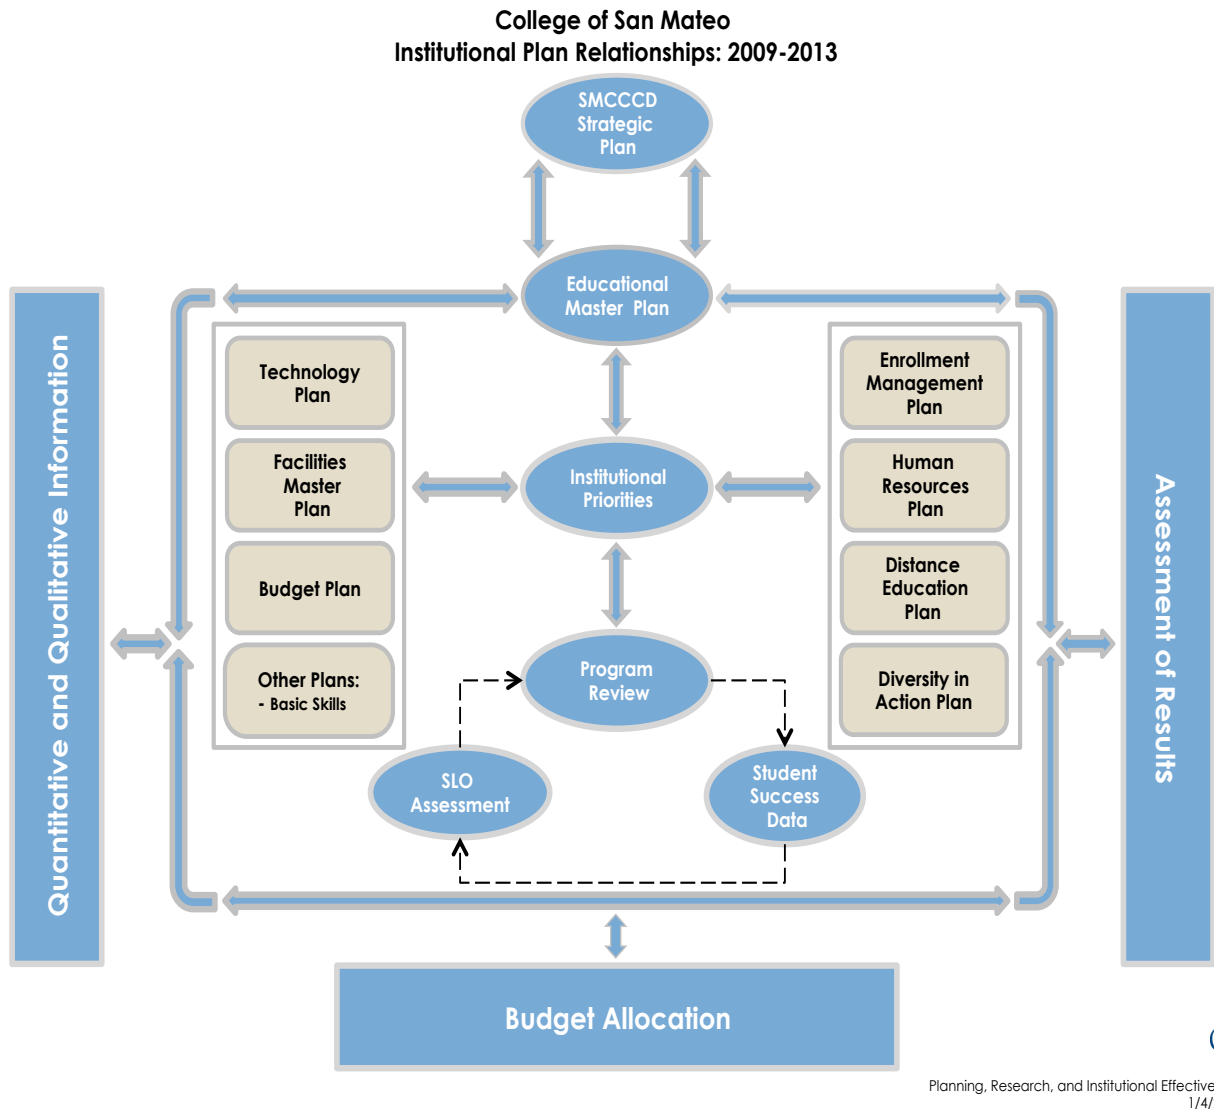 College of San Mateo
Institutional Plan Relationships: 2009-2013
SMCCCD
Strategic
Plan
Educational
Master Plan
Quantitative and Qualitative Information
Technology
Plan
Facilities
Master
Plan
Budget Plan
Other Plans:
- Basic Skills
Institutional
Priorities
Enrollment
Management
Plan
Human
Resources
Plan
Distance
Education
Plan
Diversity in
Action Plan
Assessment of Results
Program
Review
SLO
Assessment
Student
Success
Data
Budget Allocation
Planning, Research, and Institutional Effective
1/4/